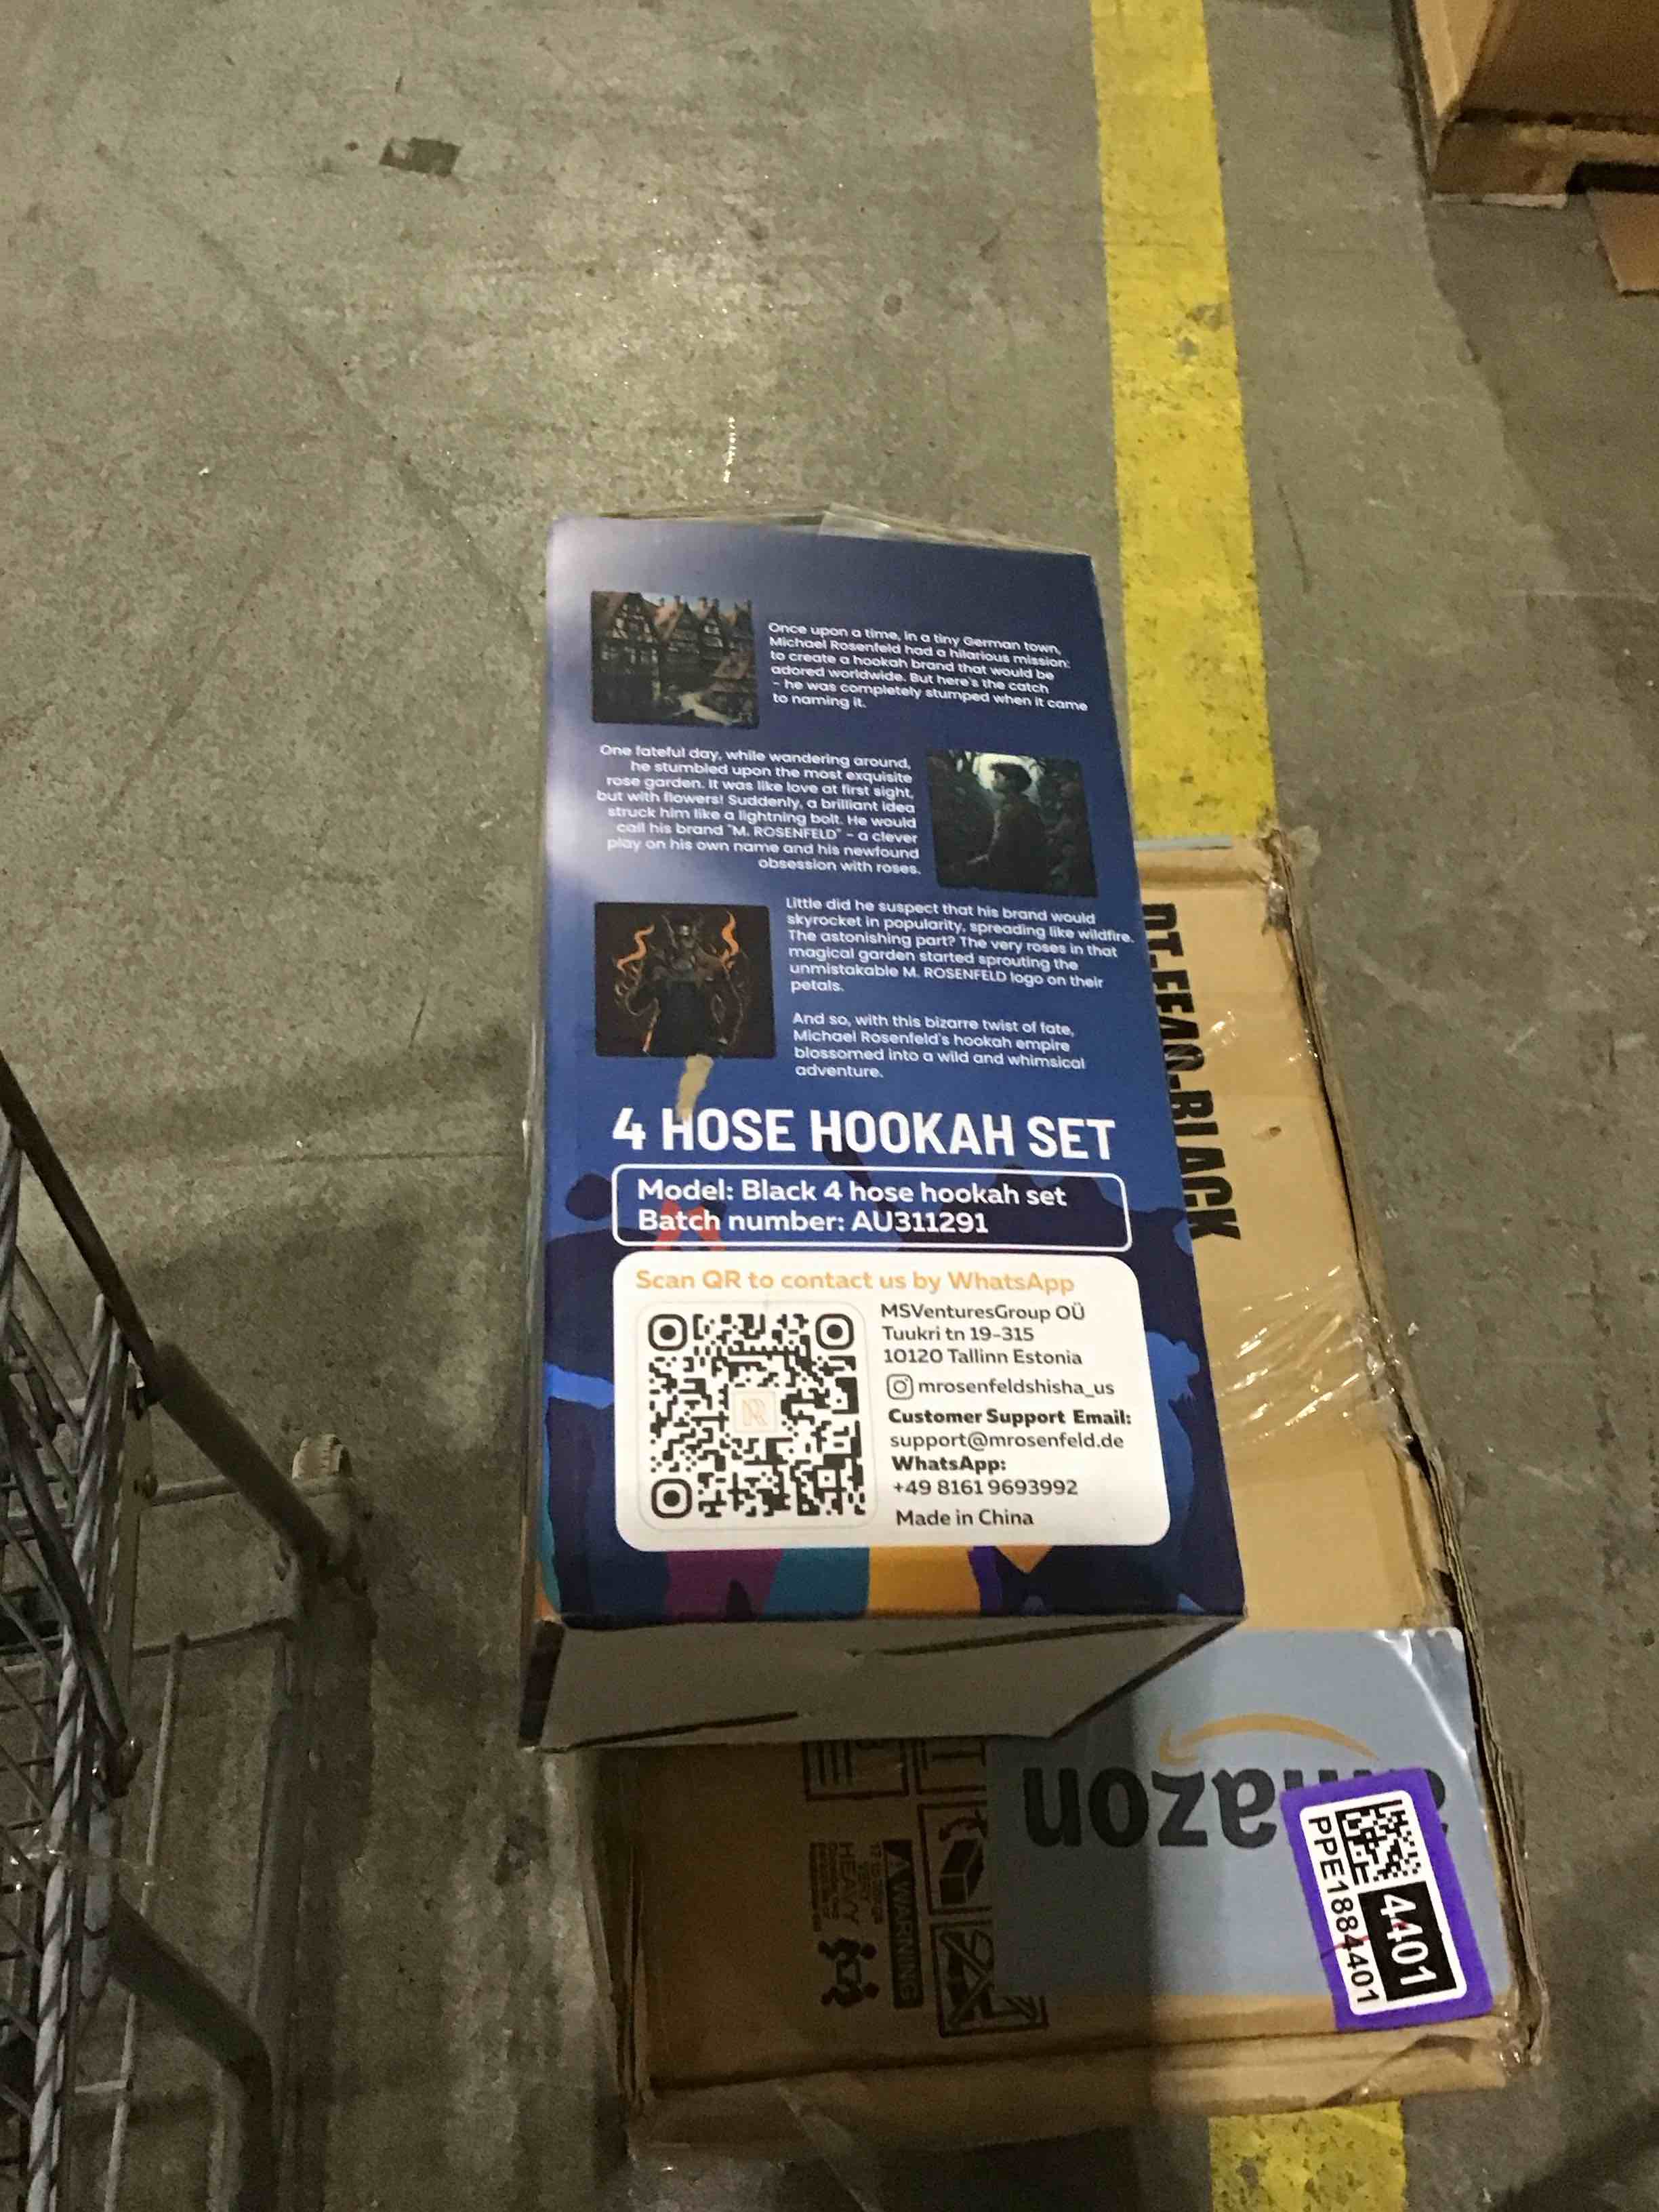 Once upon a time, in a tiny German town,
Michael Rosenfeld had a hilarious mission:
to create a hookah brand that would be
adored worldwide. But here's the catch
- he was completely stumped when it came
to naming it.
One fateful day, while wandering around,
he stumbled upon the most exquisite
rose garden. It was like love at first sight,
but with flowers! Suddenly, a brilliant idea
struck him like a lightning bolt. He would
call his brand "M. ROSENFELD" - a clever
play on his own name and his newfound
obsession with roses.
Little did he suspect that his brand would
skyrocket in popularity, spreading like wildfire.
The astonishing part? The very roses in that
magical garden started sprouting the
unmistakable M. ROSENFELD logo on their
petals.
And so, with this bizarre twist of fate,
Michael Rosenfeld's hookah empire
blossomed into a wild and whimsical
adventure.
4 HOSE HOOKAH SET
Model: Black 4 hose hookah set
Batch number: AU311291
Scan QR to contact us by WhatsApp
MSVenturesGroup OÜ
Tuukri tn 19-315
10120 Tallinn Estonia
mrosenfeldshisha_us
Customer Support Email:
support@mrosenfeld.de
WhatsApp:
+49 8161 9693992
Made in China
BLACK
amazon
WARNING
HEAVY
4401
PPE1884401